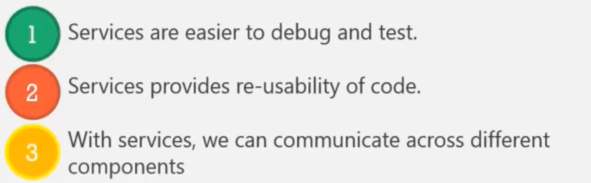 1 Services are easier to debug and test.
2 Services provides re-usability of code.
3 With services, we can communicate across different
components